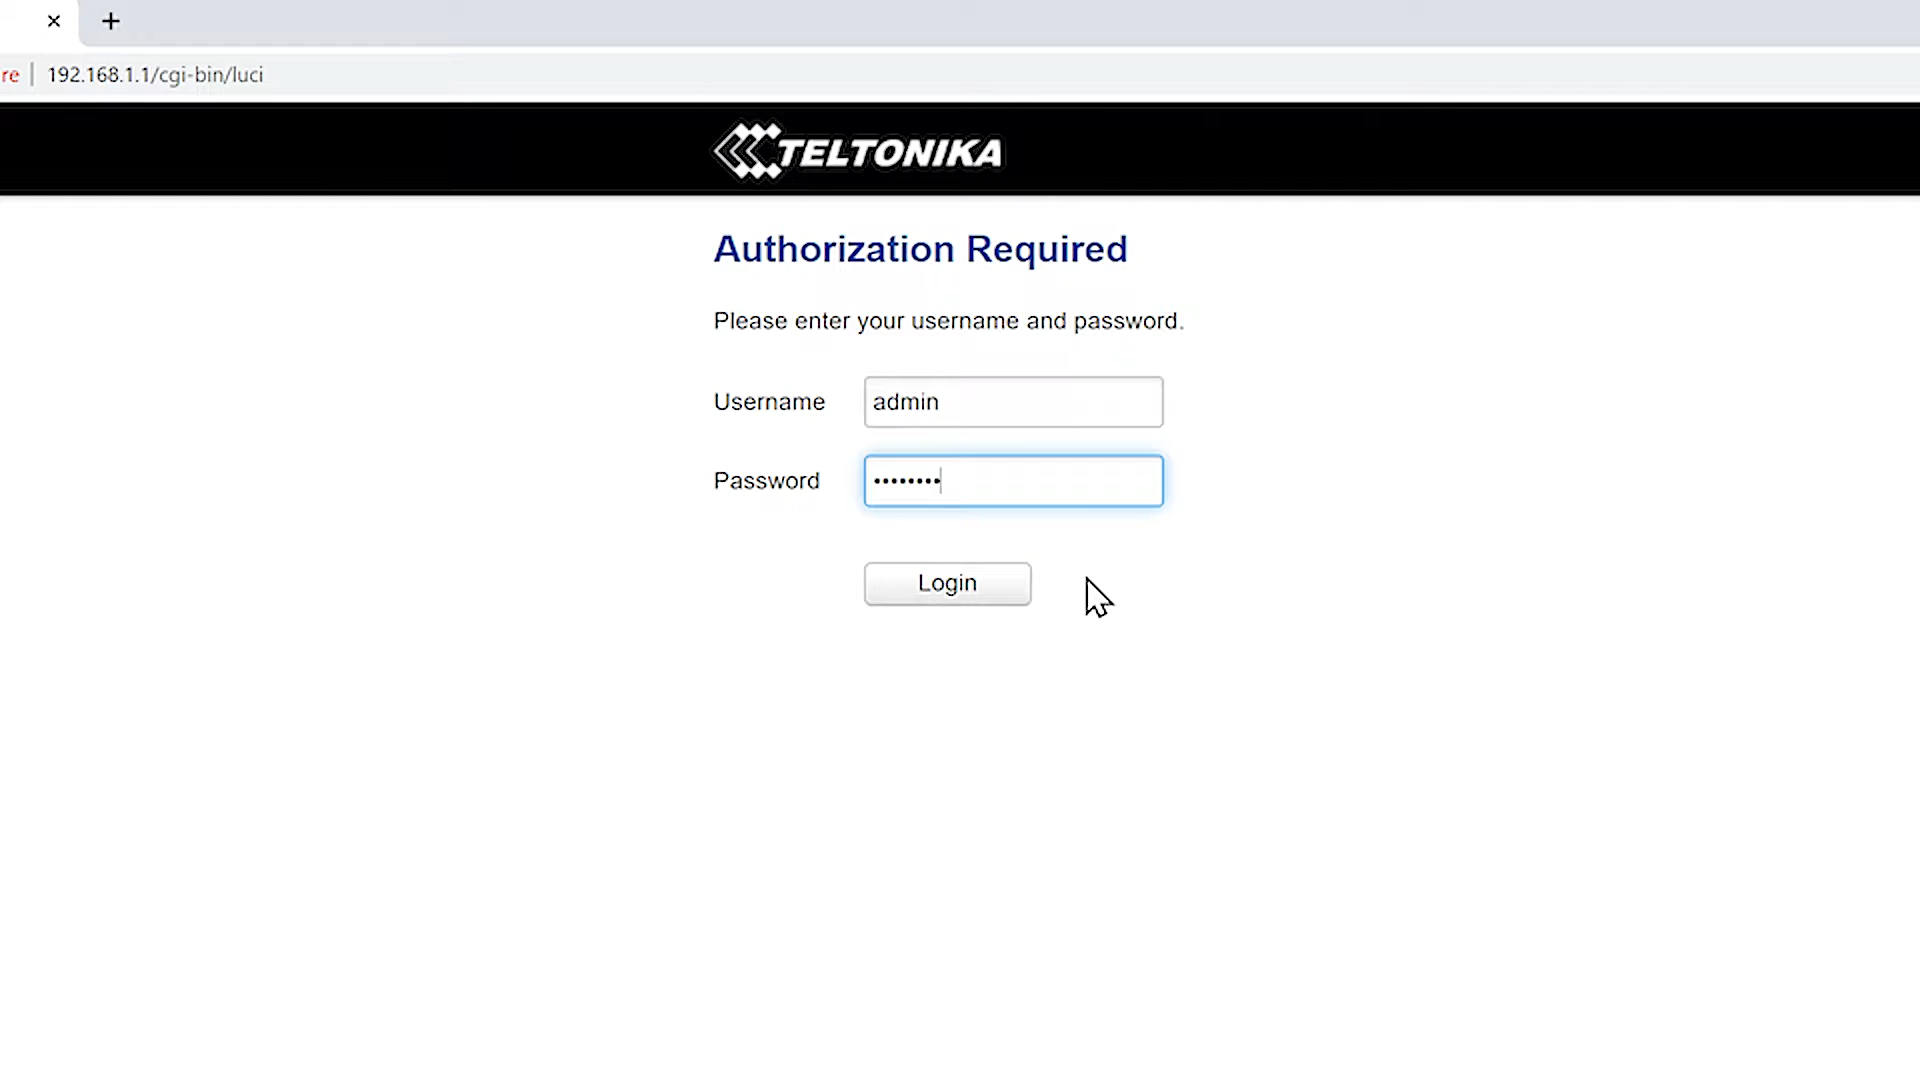 re | 192.168.1.1/cgi-bin/luci
TELTONIKA
Authorization Required
Please enter your username and password.
Username admin
Password ••••••••
Login